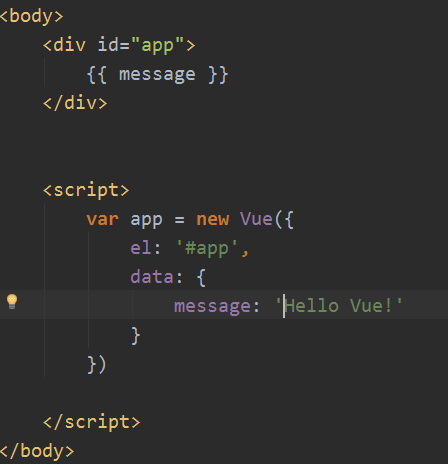 <body>
<div id="app">
{{ message }}
</div>
<script>
var app = new Vue({
el: '#app',
data: {
message: 'Hello Vue!'
}
})
</script>
</body>